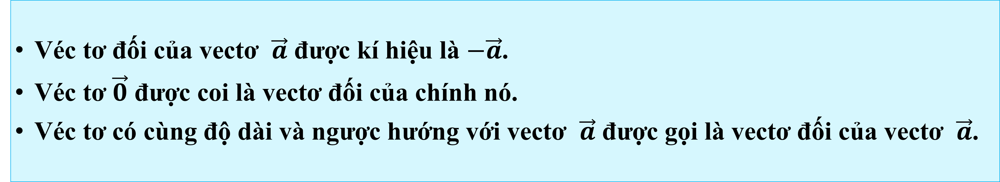 • Véc tơ đối của vectơ $\vec{a}$ được kí hiệu là $-\vec{a}$.
• Véc tơ $\vec{0}$ được coi là vectơ đối của chính nó.
• Véc tơ có cùng độ dài và ngược hướng với vectơ $\vec{a}$ được gọi là vectơ đối của vectơ $\vec{a}$.